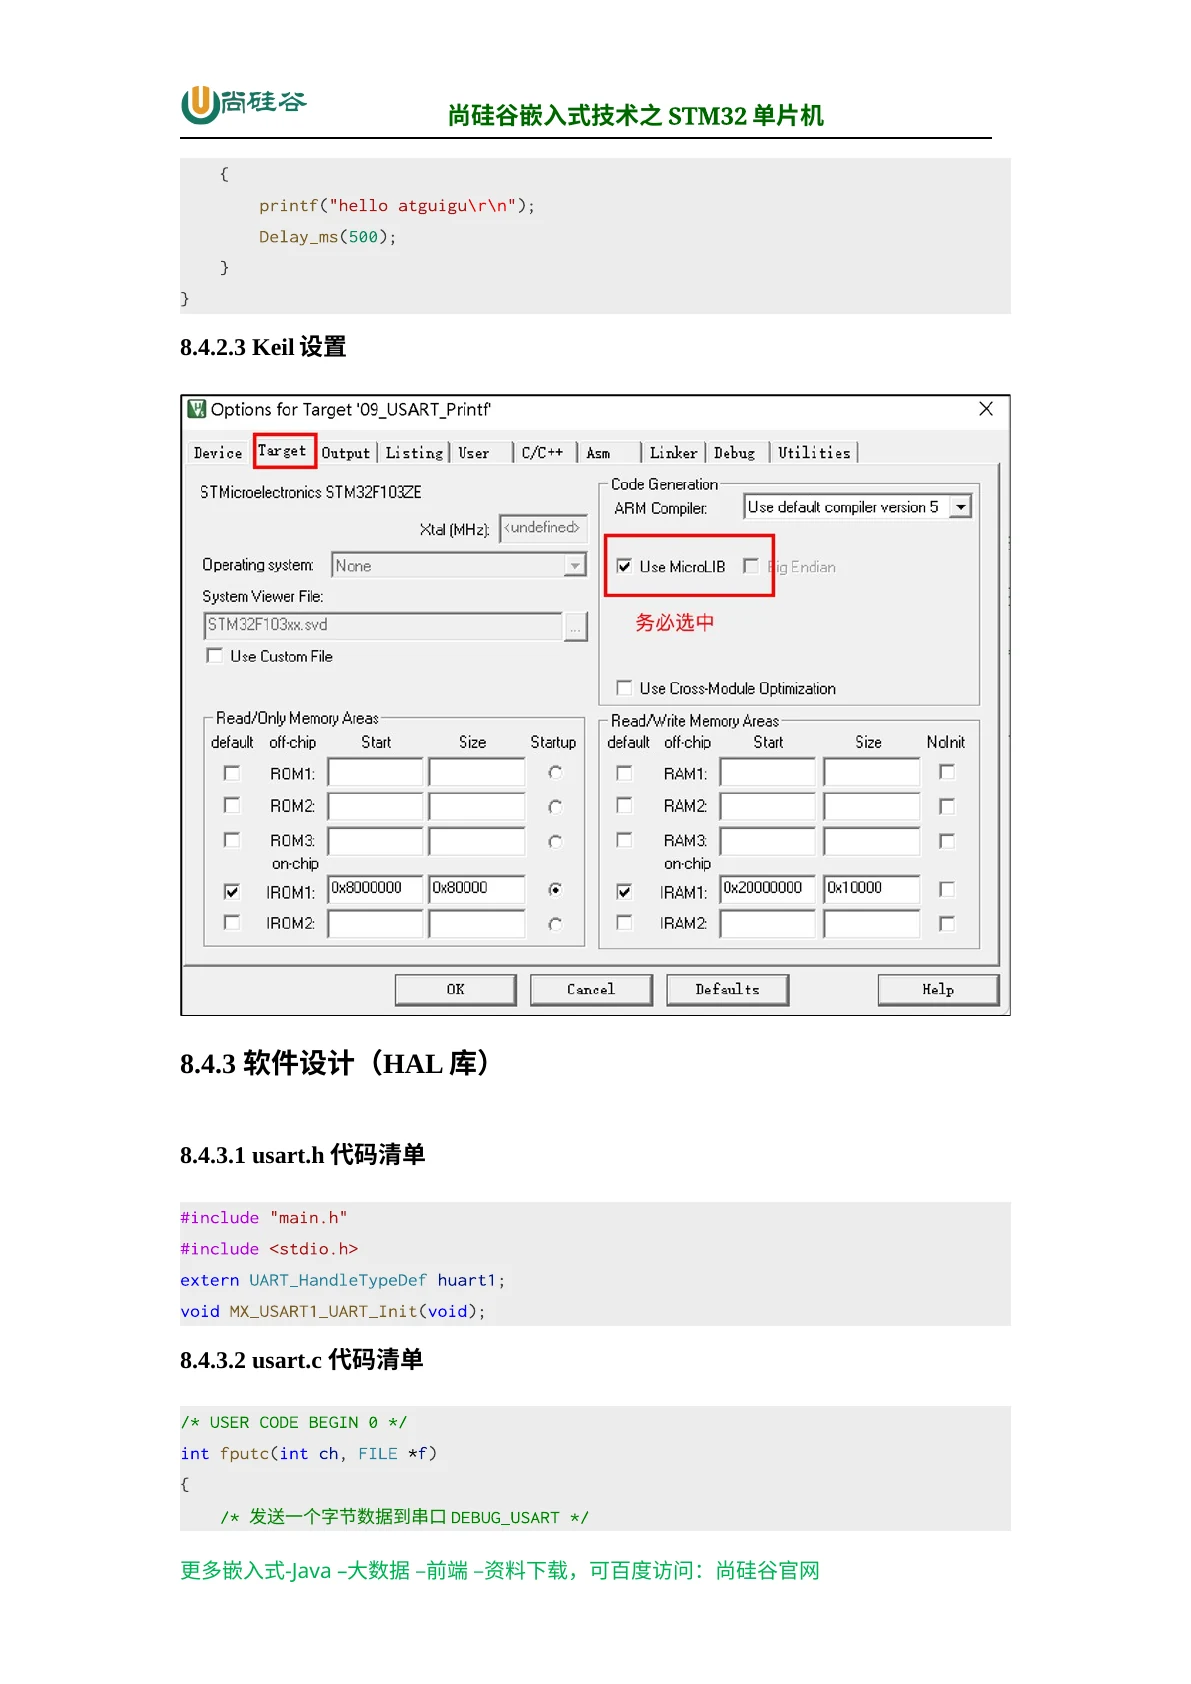 尚硅谷
尚硅谷嵌入式技术之 STM32 单片机
{
printf("hello atguigu\r\n");
Delay_ms(500);
}
}
8.4.2.3 Keil 设置
Options for Target '09_USART_Printf'
Device Target Output Listing User C/C++ Asm Linker Debug Utilities
STMicroelectronics STM32F103ZE
Xtal (MHz): <undefined>
Operating system: None
System Viewer File:
STM32F103xx.svd ...
Use Custom File
Code Generation
ARM Compiler: Use default compiler version 5
Use MicroLIB Big Endian
务必选中
Use Cross-Module Optimization
Read/Only Memory Areas
default off-chip Start Size Startup
ROM1:
ROM2:
ROM3:
on-chip
IROM1: 0x8000000 0x80000
IROM2:
Read/Write Memory Areas
default off-chip Start Size NoInit
RAM1:
RAM2:
RAM3:
on-chip
IRAM1: 0x20000000 0x10000
IRAM2:
OK Cancel Defaults Help
8.4.3 软件设计（HAL 库）
8.4.3.1 usart.h 代码清单
#include "main.h"
#include <stdio.h>
extern UART_HandleTypeDef huart1;
void MX_USART1_UART_Init(void);
8.4.3.2 usart.c 代码清单
/* USER CODE BEGIN 0 */
int fputc(int ch, FILE *f)
{
/* 发送一个字节数据到串口 DEBUG_USART */
更多嵌入式-Java –大数据 –前端 –资料下载，可百度访问：尚硅谷官网